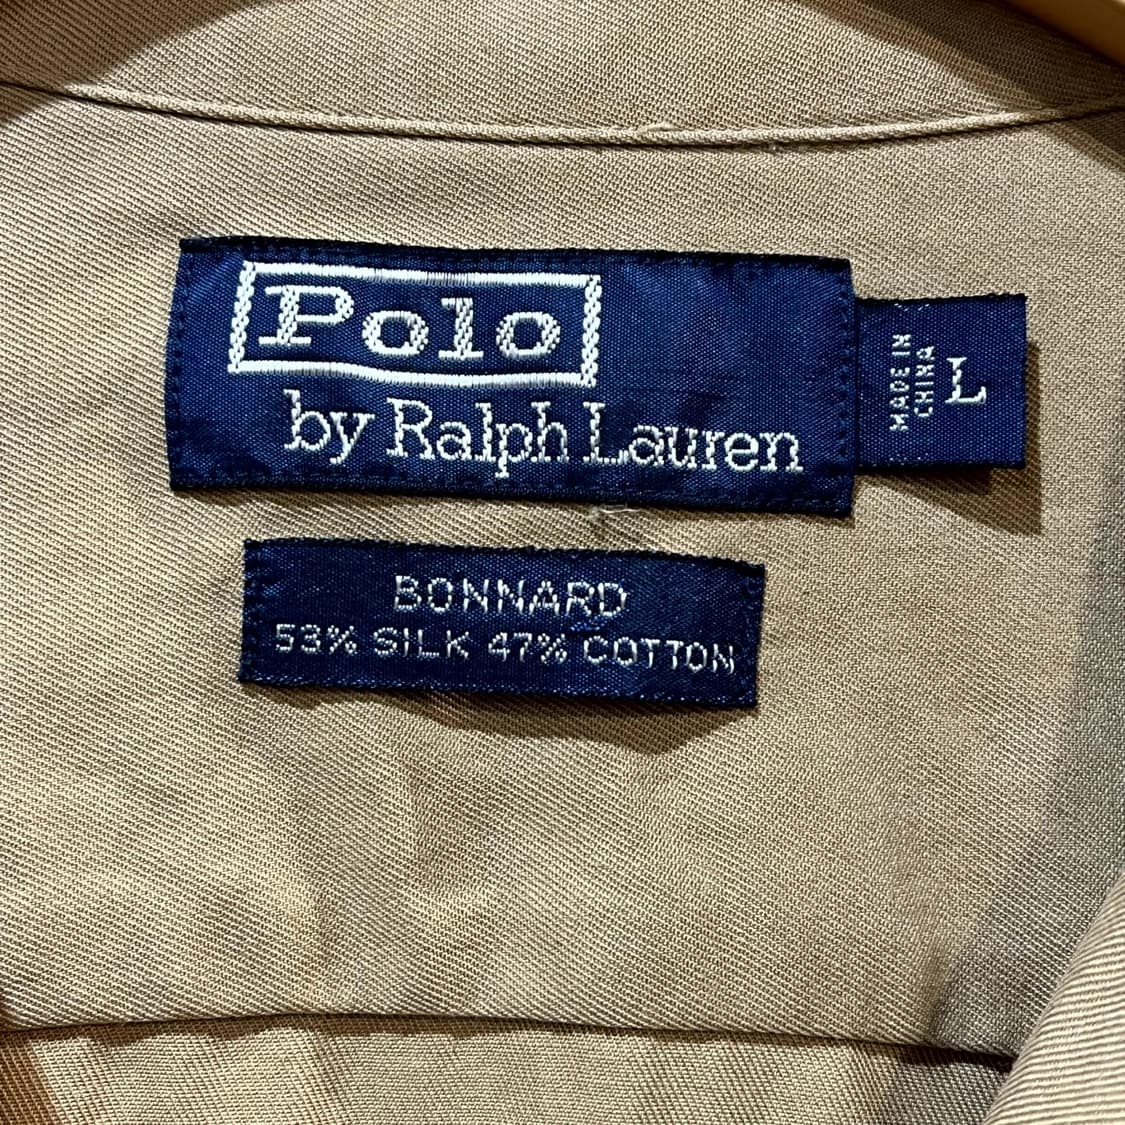 Polo
by Ralph Lauren
MADE IN
CHINA
L
BONNARD
53% SILK 47% COTTON